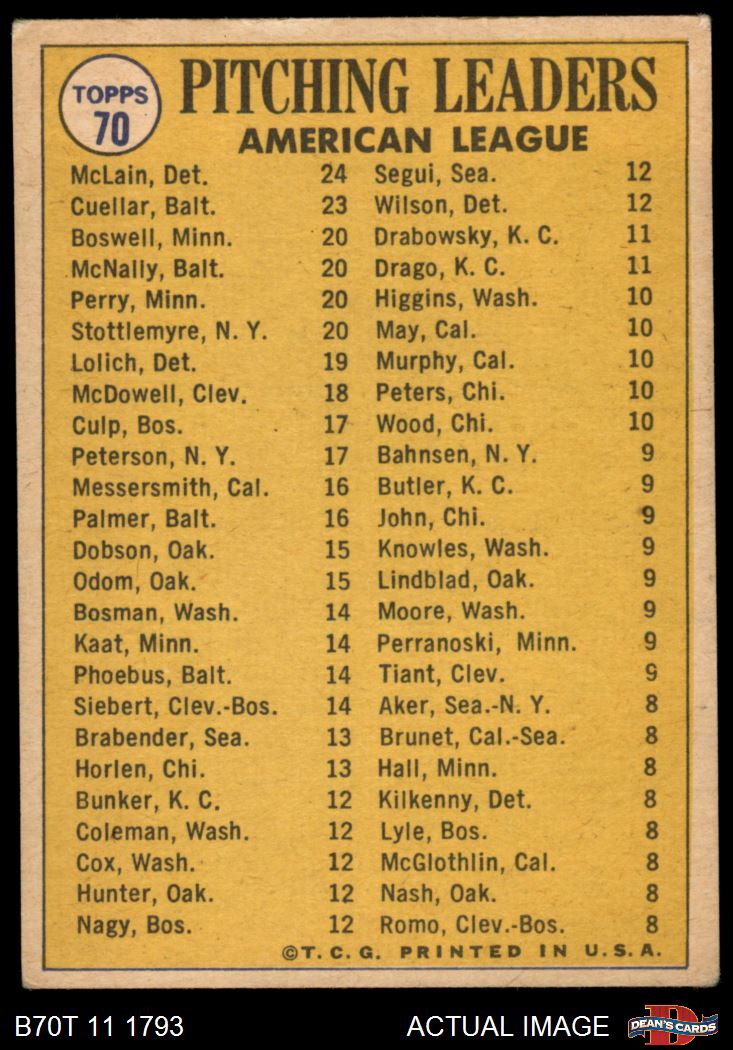 TOPPS
70
PITCHING LEADERS
AMERICAN LEAGUE
McLain, Det. 24
Cuellar, Balt. 23
Boswell, Minn. 20
McNally, Balt. 20
Perry, Minn. 20
Stottlemyre, N. Y. 20
Lolich, Det. 19
McDowell, Clev. 18
Culp, Bos. 17
Peterson, N. Y. 17
Messersmith, Cal. 16
Palmer, Balt. 16
Dobson, Oak. 15
Odom, Oak. 15
Bosman, Wash. 14
Kaat, Minn. 14
Phoebus, Balt. 14
Siebert, Clev.-Bos. 14
Brabender, Sea. 13
Horlen, Chi. 13
Bunker, K. C. 12
Coleman, Wash. 12
Cox, Wash. 12
Hunter, Oak. 12
Nagy, Bos. 12
Segui, Sea. 12
Wilson, Det. 12
Drabowsky, K. C. 11
Drago, K. C. 11
Higgins, Wash. 10
May, Cal. 10
Murphy, Cal. 10
Peters, Chi. 10
Wood, Chi. 10
Bahnsen, N. Y. 9
Butler, K. C. 9
John, Chi. 9
Knowles, Wash. 9
Lindblad, Oak. 9
Moore, Wash. 9
Perranoski, Minn. 9
Tiant, Clev. 9
Aker, Sea.-N. Y. 8
Brunet, Cal.-Sea. 8
Hall, Minn. 8
Kilkenny, Det. 8
Lyle, Bos. 8
McGlothlin, Cal. 8
Nash, Oak. 8
Romo, Clev.-Bos. 8
©T. C. G. PRINTED IN U. S. A.
B70T 11 1793
ACTUAL IMAGE
DEAN'S CARDS